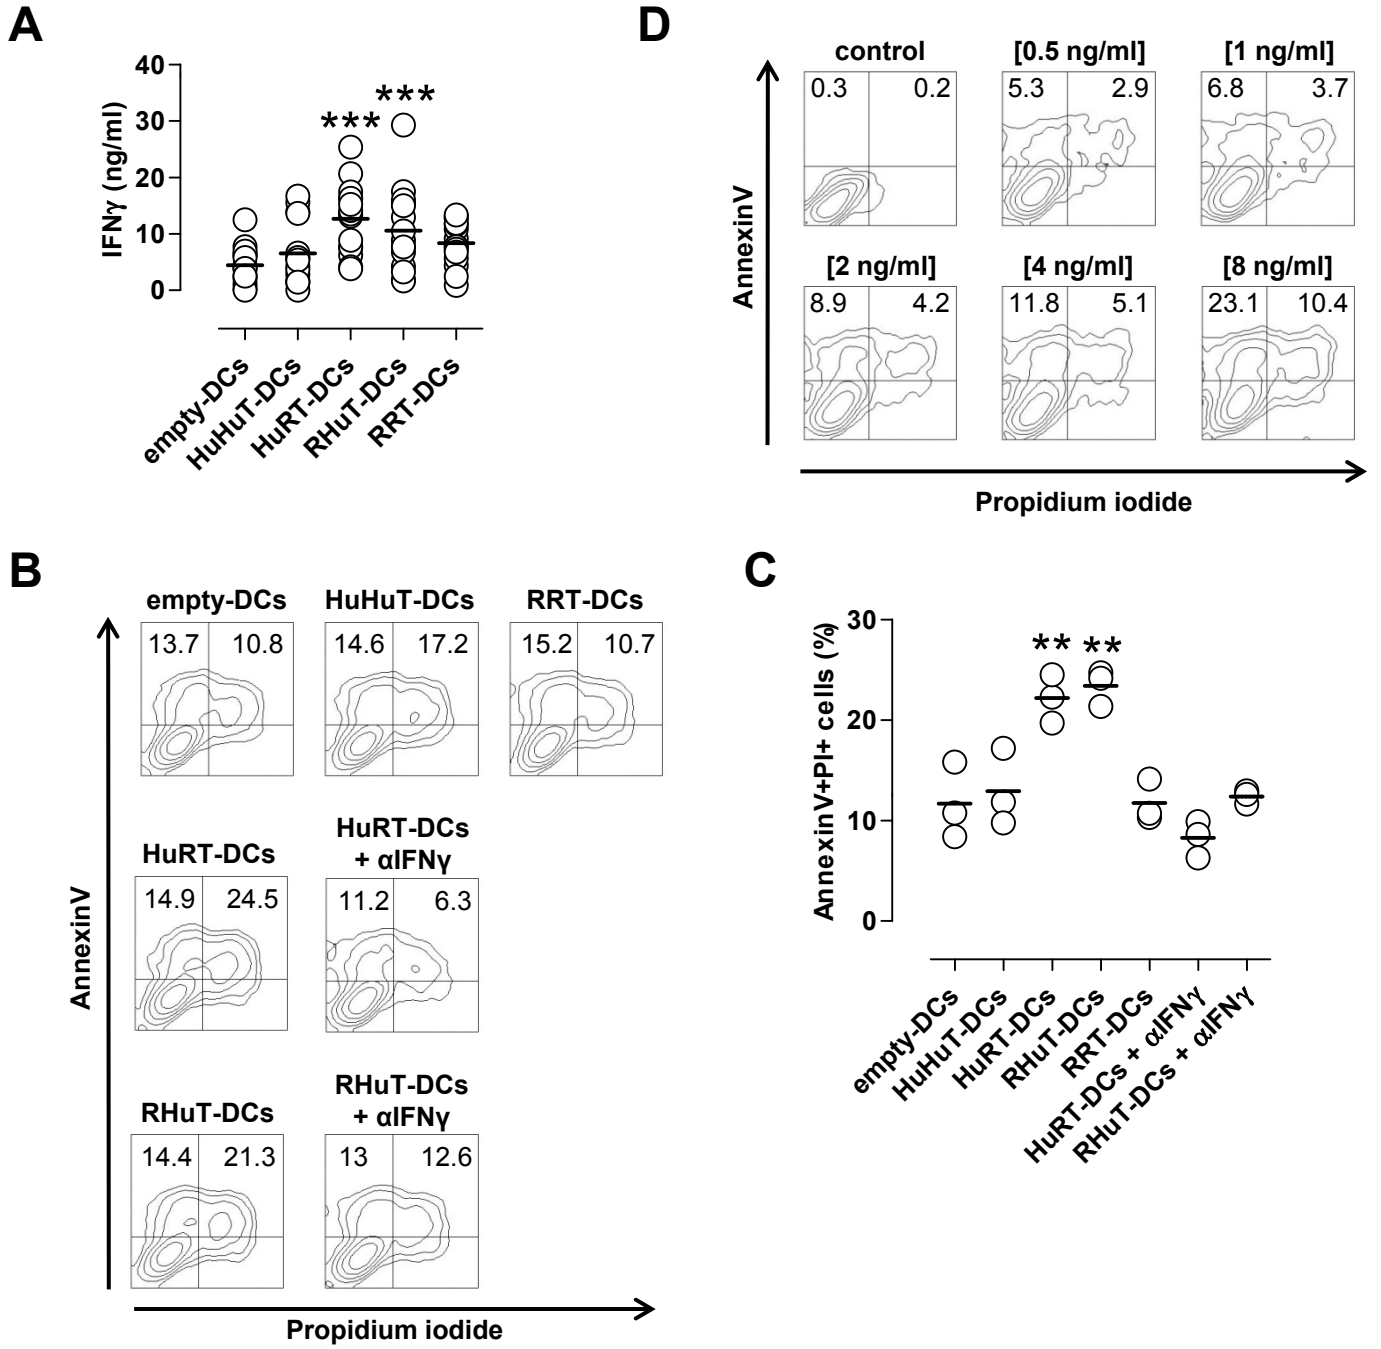 A
40
30
20
10
0
IFNγ (ng/ml)
***
***
empty-DCs
HuHuT-DCs
HuRT-DCs
RHuT-DCs
RRT-DCs
D
control
[0.5 ng/ml]
[1 ng/ml]
0.3 0.2
5.3 2.9
6.8 3.7
[2 ng/ml]
[4 ng/ml]
[8 ng/ml]
8.9 4.2
11.8 5.1
23.1 10.4
AnnexinV
Propidium iodide
B
empty-DCs
HuHuT-DCs
RRT-DCs
13.7 10.8
14.6 17.2
15.2 10.7
HuRT-DCs
HuRT-DCs
+ αIFNγ
14.9 24.5
11.2 6.3
RHuT-DCs
RHuT-DCs
+ αIFNγ
14.4 21.3
13 12.6
AnnexinV
Propidium iodide
C
30
20
10
0
AnnexinV+PI+ cells (%)
**
**
empty-DCs
HuHuT-DCs
HuRT-DCs
RHuT-DCs
RRT-DCs
HuRT-DCs + αIFNγ
RHuT-DCs + αIFNγ